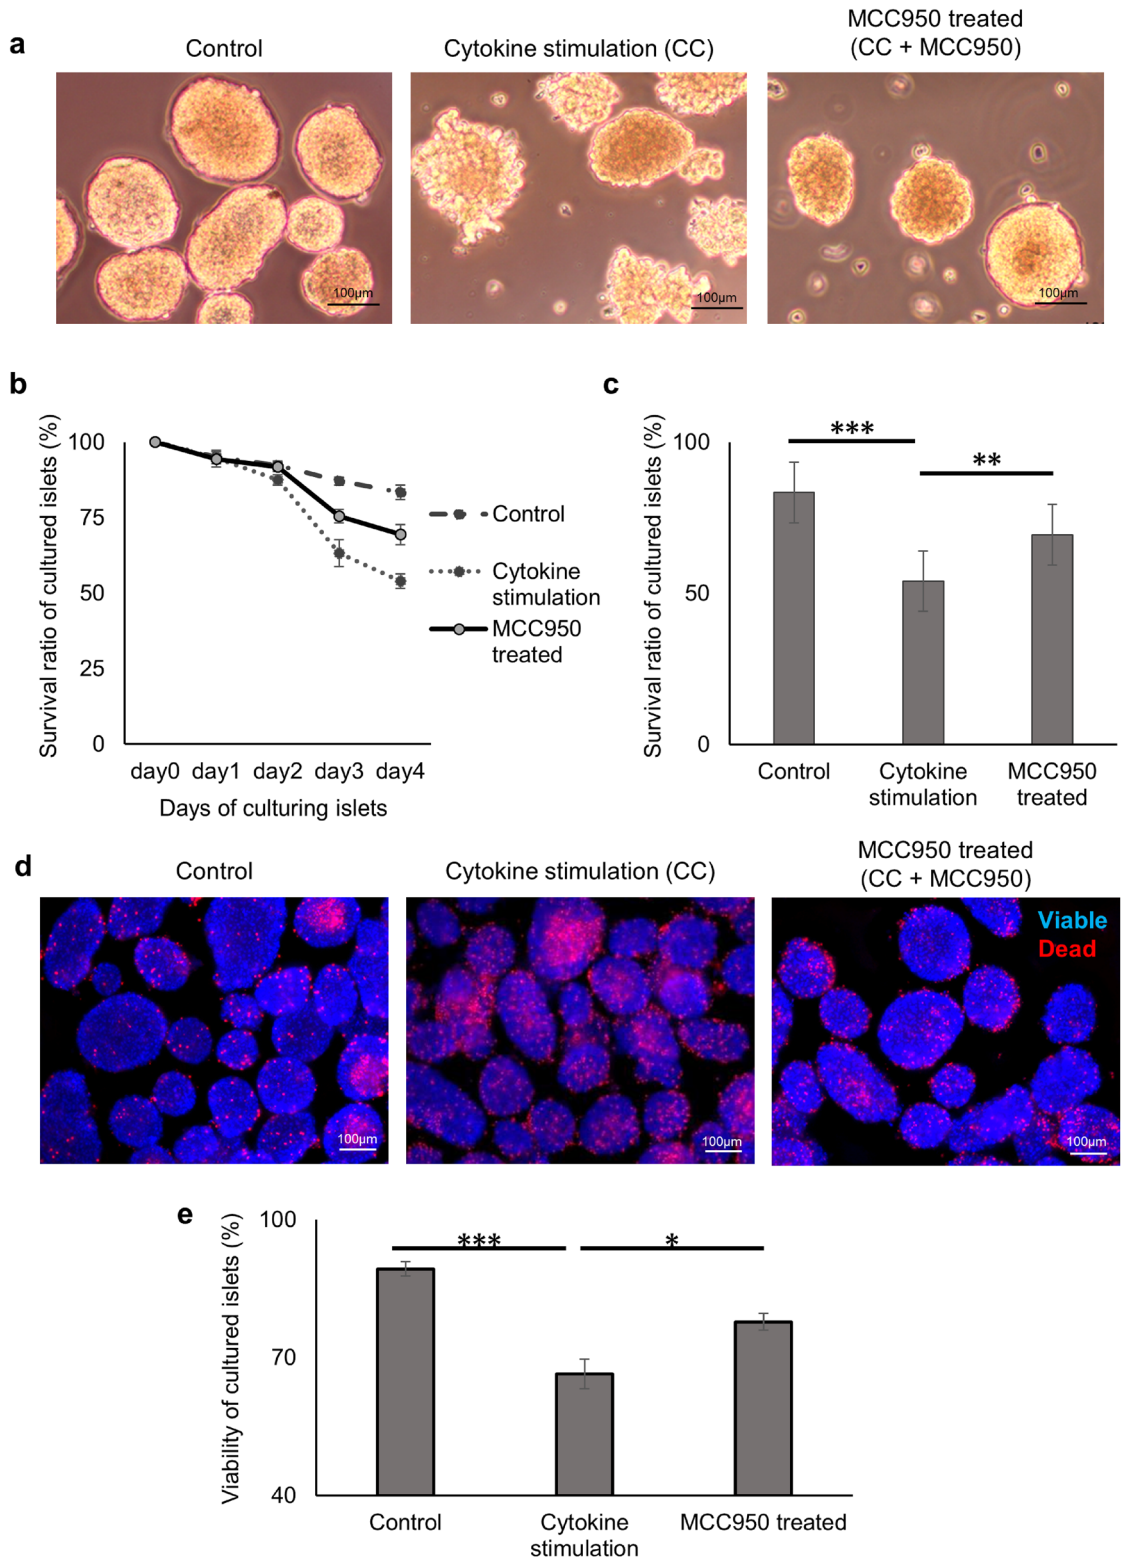 a
Control
Cytokine stimulation (CC)
MCC950 treated
(CC + MCC950)
100μm
100μm
100μm
b
Survival ratio of cultured islets (%)
100
75
50
25
0
day0 day1 day2 day3 day4
Days of culturing islets
Control
Cytokine
stimulation
MCC950
treated
c
Survival ratio of cultured islets (%)
100
50
0
***
**
Control
Cytokine
stimulation
MCC950
treated
d
Control
Cytokine stimulation (CC)
MCC950 treated
(CC + MCC950)
Viable
Dead
100μm
100μm
100μm
e
Viability of cultured islets (%)
100
70
40
***
*
Control
Cytokine
stimulation
MCC950 treated